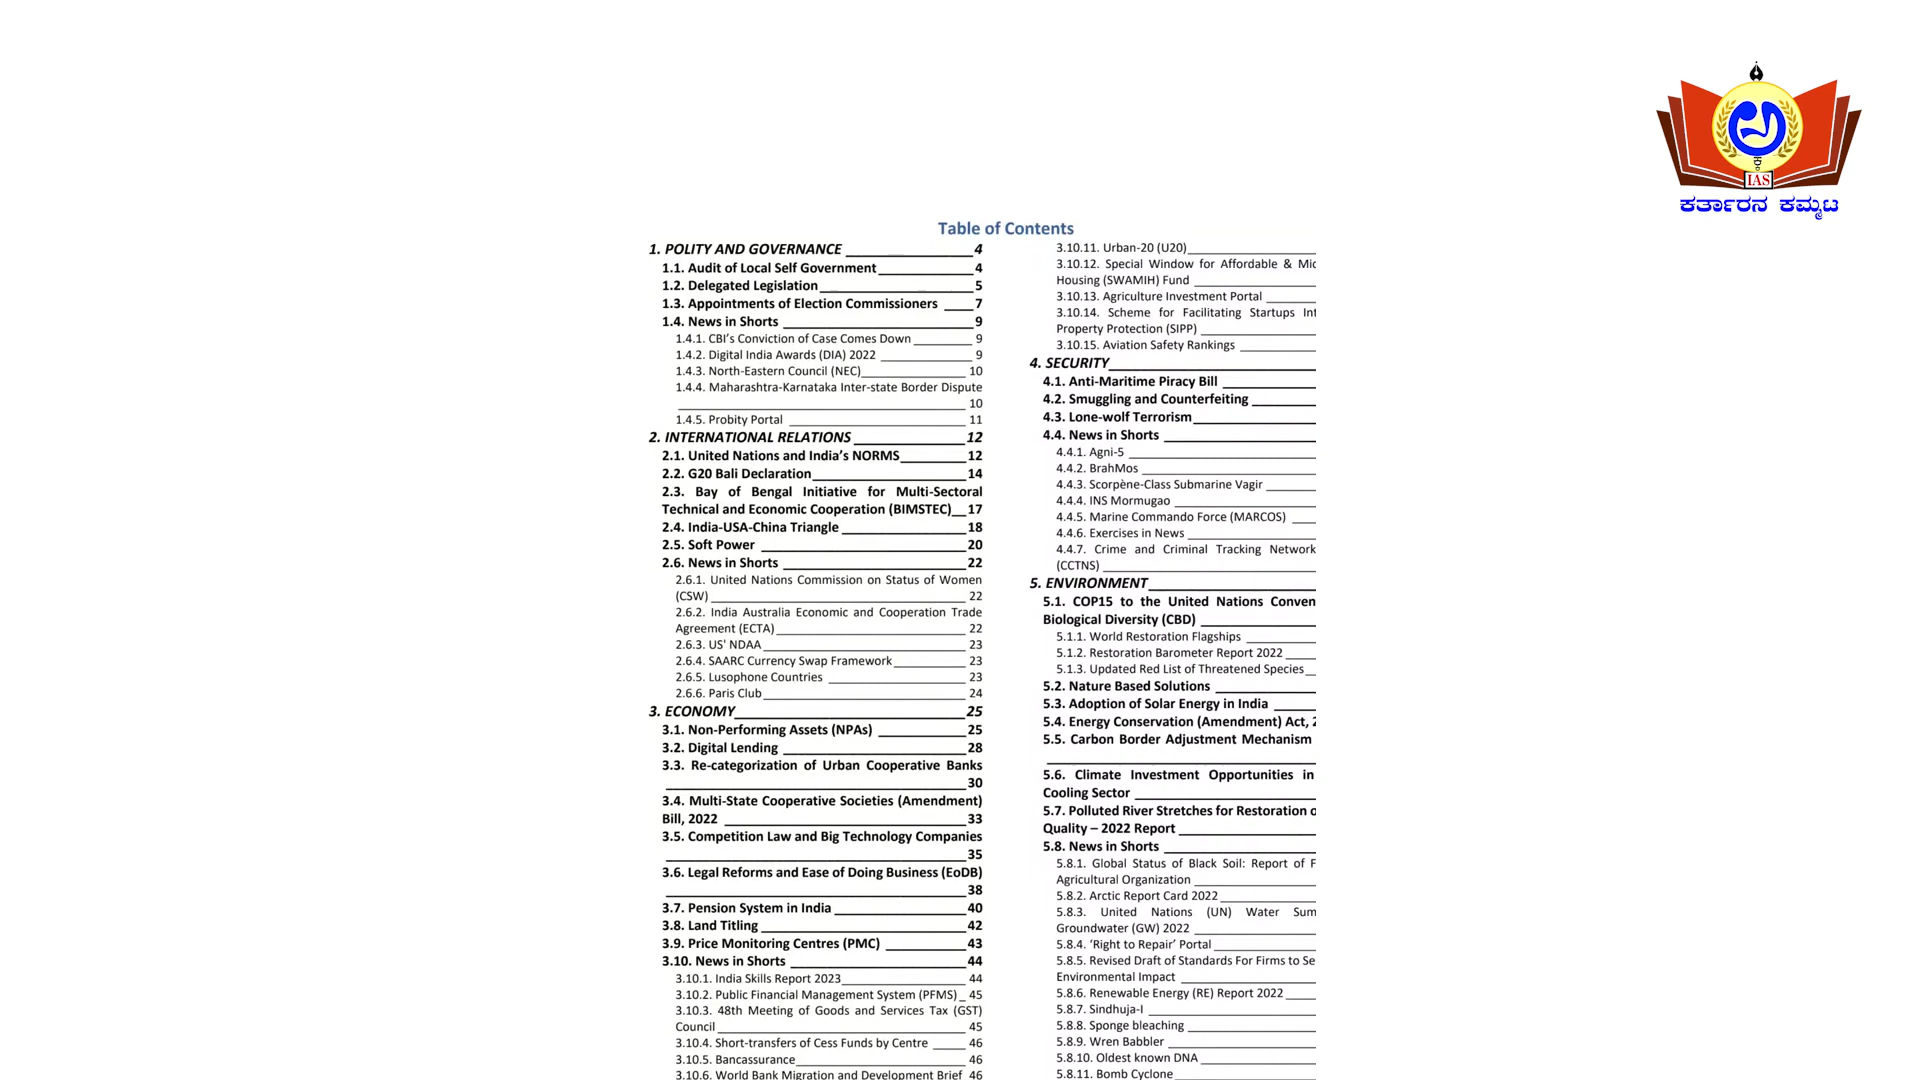 IAS
ಕರ್ತಾರನ ಕಮ್ಮಟ
Table of Contents
1. POLITY AND GOVERNANCE 4
1.1. Audit of Local Self Government 4
1.2. Delegated Legislation 5
1.3. Appointments of Election Commissioners 7
1.4. News in Shorts 9
1.4.1. CBI’s Conviction of Case Comes Down 9
1.4.2. Digital India Awards (DIA) 2022 9
1.4.3. North-Eastern Council (NEC) 10
1.4.4. Maharashtra-Karnataka Inter-state Border Dispute
10
1.4.5. Probity Portal 11
2. INTERNATIONAL RELATIONS 12
2.1. United Nations and India’s NORMS 12
2.2. G20 Bali Declaration 14
2.3. Bay of Bengal Initiative for Multi-Sectoral
Technical and Economic Cooperation (BIMSTEC) 17
2.4. India-USA-China Triangle 18
2.5. Soft Power 20
2.6. News in Shorts 22
2.6.1. United Nations Commission on Status of Women
(CSW) 22
2.6.2. India Australia Economic and Cooperation Trade
Agreement (ECTA) 22
2.6.3. US' NDAA 23
2.6.4. SAARC Currency Swap Framework 23
2.6.5. Lusophone Countries 23
2.6.6. Paris Club 24
3. ECONOMY 25
3.1. Non-Performing Assets (NPAs) 25
3.2. Digital Lending 28
3.3. Re-categorization of Urban Cooperative Banks
30
3.4. Multi-State Cooperative Societies (Amendment)
Bill, 2022 33
3.5. Competition Law and Big Technology Companies
35
3.6. Legal Reforms and Ease of Doing Business (EoDB)
38
3.7. Pension System in India 40
3.8. Land Titling 42
3.9. Price Monitoring Centres (PMC) 43
3.10. News in Shorts 44
3.10.1. India Skills Report 2023 44
3.10.2. Public Financial Management System (PFMS) 45
3.10.3. 48th Meeting of Goods and Services Tax (GST)
Council 45
3.10.4. Short-transfers of Cess Funds by Centre 46
3.10.5. Bancassurance 46
3.10.6. World Bank Migration and Development Brief 46
3.10.11. Urban-20 (U20)
3.10.12. Special Window for Affordable & Mic
Housing (SWAMIH) Fund
3.10.13. Agriculture Investment Portal
3.10.14. Scheme for Facilitating Startups Int
Property Protection (SIPP)
3.10.15. Aviation Safety Rankings
4. SECURITY
4.1. Anti-Maritime Piracy Bill
4.2. Smuggling and Counterfeiting
4.3. Lone-wolf Terrorism
4.4. News in Shorts
4.4.1. Agni-5
4.4.2. BrahMos
4.4.3. Scorpène-Class Submarine Vagir
4.4.4. INS Mormugao
4.4.5. Marine Commando Force (MARCOS)
4.4.6. Exercises in News
4.4.7. Crime and Criminal Tracking Network
(CCTNS)
5. ENVIRONMENT
5.1. COP15 to the United Nations Conven
Biological Diversity (CBD)
5.1.1. World Restoration Flagships
5.1.2. Restoration Barometer Report 2022
5.1.3. Updated Red List of Threatened Species
5.2. Nature Based Solutions
5.3. Adoption of Solar Energy in India
5.4. Energy Conservation (Amendment) Act, 2
5.5. Carbon Border Adjustment Mechanism
5.6. Climate Investment Opportunities in
Cooling Sector
5.7. Polluted River Stretches for Restoration o
Quality – 2022 Report
5.8. News in Shorts
5.8.1. Global Status of Black Soil: Report of F
Agricultural Organization
5.8.2. Arctic Report Card 2022
5.8.3. United Nations (UN) Water Sum
Groundwater (GW) 2022
5.8.4. ‘Right to Repair’ Portal
5.8.5. Revised Draft of Standards For Firms to Se
Environmental Impact
5.8.6. Renewable Energy (RE) Report 2022
5.8.7. Sindhuja-I
5.8.8. Sponge bleaching
5.8.9. Wren Babbler
5.8.10. Oldest known DNA
5.8.11. Bomb Cyclone